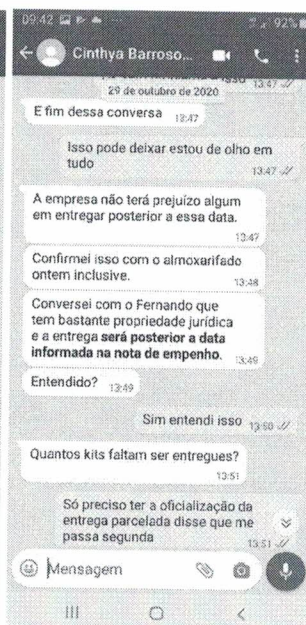 09:42 92%
Cinthya Barroso...
isso 13:47
29 de outubro de 2020
E fim dessa conversa 13:47
Isso pode deixar estou de olho em
tudo
13:47
A empresa não terá prejuízo algum
em entregar posterior a essa data.
13:47
Confirmei isso com o almoxarifado
ontem inclusive.
13:48
Conversei com o Fernando que
tem bastante propriedade jurídica
e a entrega será posterior a data
informada na nota de empenho.
13:49
Entendido? 13:49
Sim entendi isso 13:50
Quantos kits faltam ser entregues?
13:51
Só preciso ter a oficialização da
entrega parcelada disse que me
passa segunda
13:51
Mensagem